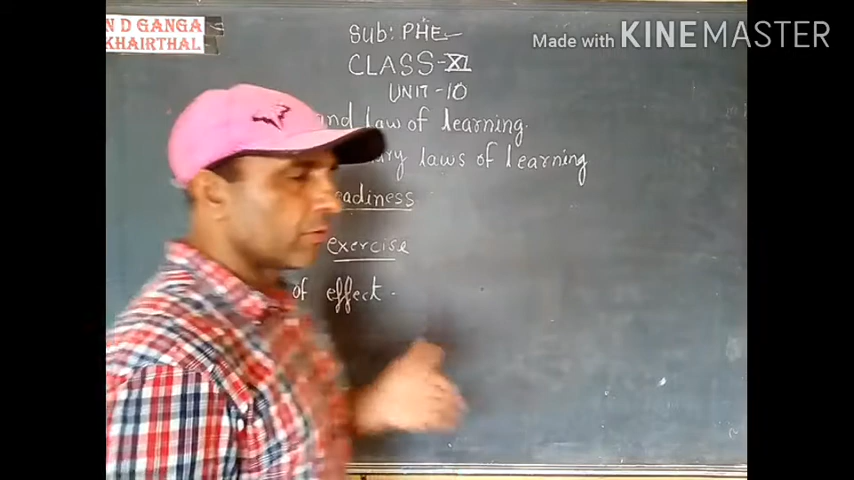 N D GANGA
KHAIRTHAL
Made with KINEMASTER
Sub: PHE
CLASS-XI
UNIT-10
and law of learning.
ary laws of learning
eadiness
exercise
of effect.